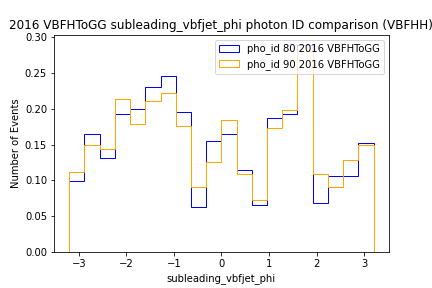 2016 VBFHToGG subleading_vbfjet_phi photon ID comparison (VBFHH)
0.30
0.25
0.20
0.15
0.10
0.05
0.00
Number of Events
pho_id 80 2016 VBFHToGG
pho_id 90 2016 VBFHToGG
−3 −2 −1 0 1 2 3
subleading_vbfjet_phi